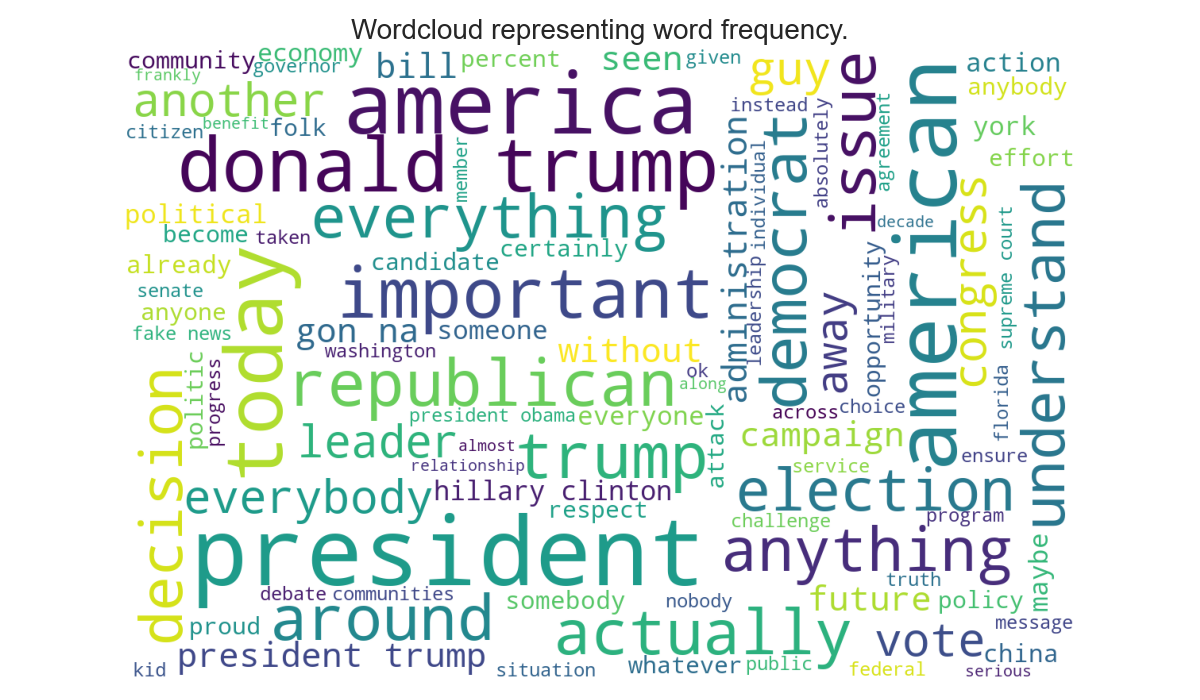 Wordcloud representing word frequency.
community
economy
frankly
governor
bill
percent
seen
given
guy
issue
american
action
anybody
another
america
citizen
benefit
folk
instead
absolutely
agreement
york
effort
donald trump
member
administration
individual
democrat
political
everything
become
taken
certainly
decade
congress
supreme court
understand
already
today
candidate
important
senate
anyone
fake news
gon na
someone
washington
without
leadership
away
opportunity
military
decision
politic
progress
republican
ok
along
president obama
everyone
across
choice
florida
leader
almost
trump
attack
campaign
ensure
relationship
service
everybody
hillary clinton
respect
election
president
challenge
program
anything
maybe
debate
communities
somebody
nobody
truth
future
policy
proud
around
actually
vote
message
president trump
china
kid
situation
whatever
public
federal
serious